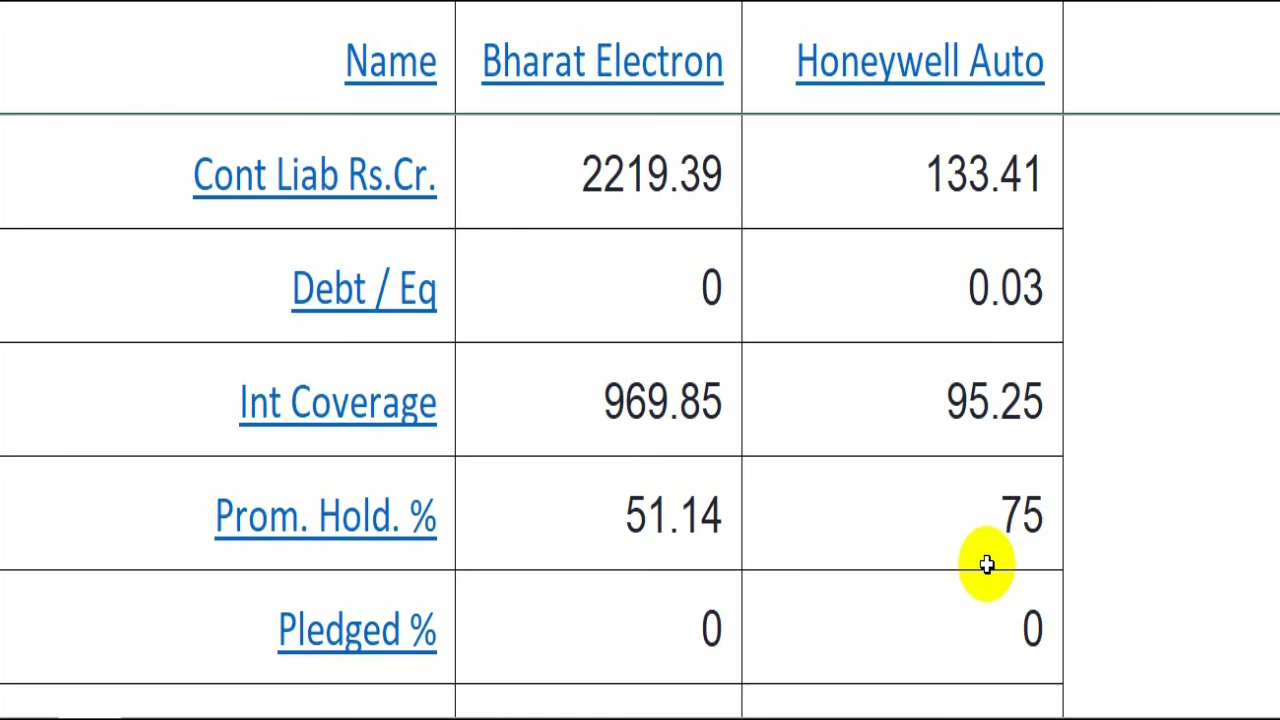 Name Bharat Electron Honeywell Auto
Cont Liab Rs.Cr. 2219.39 133.41
Debt / Eq 0 0.03
Int Coverage 969.85 95.25
Prom. Hold. % 51.14 75
Pledged % 0 0